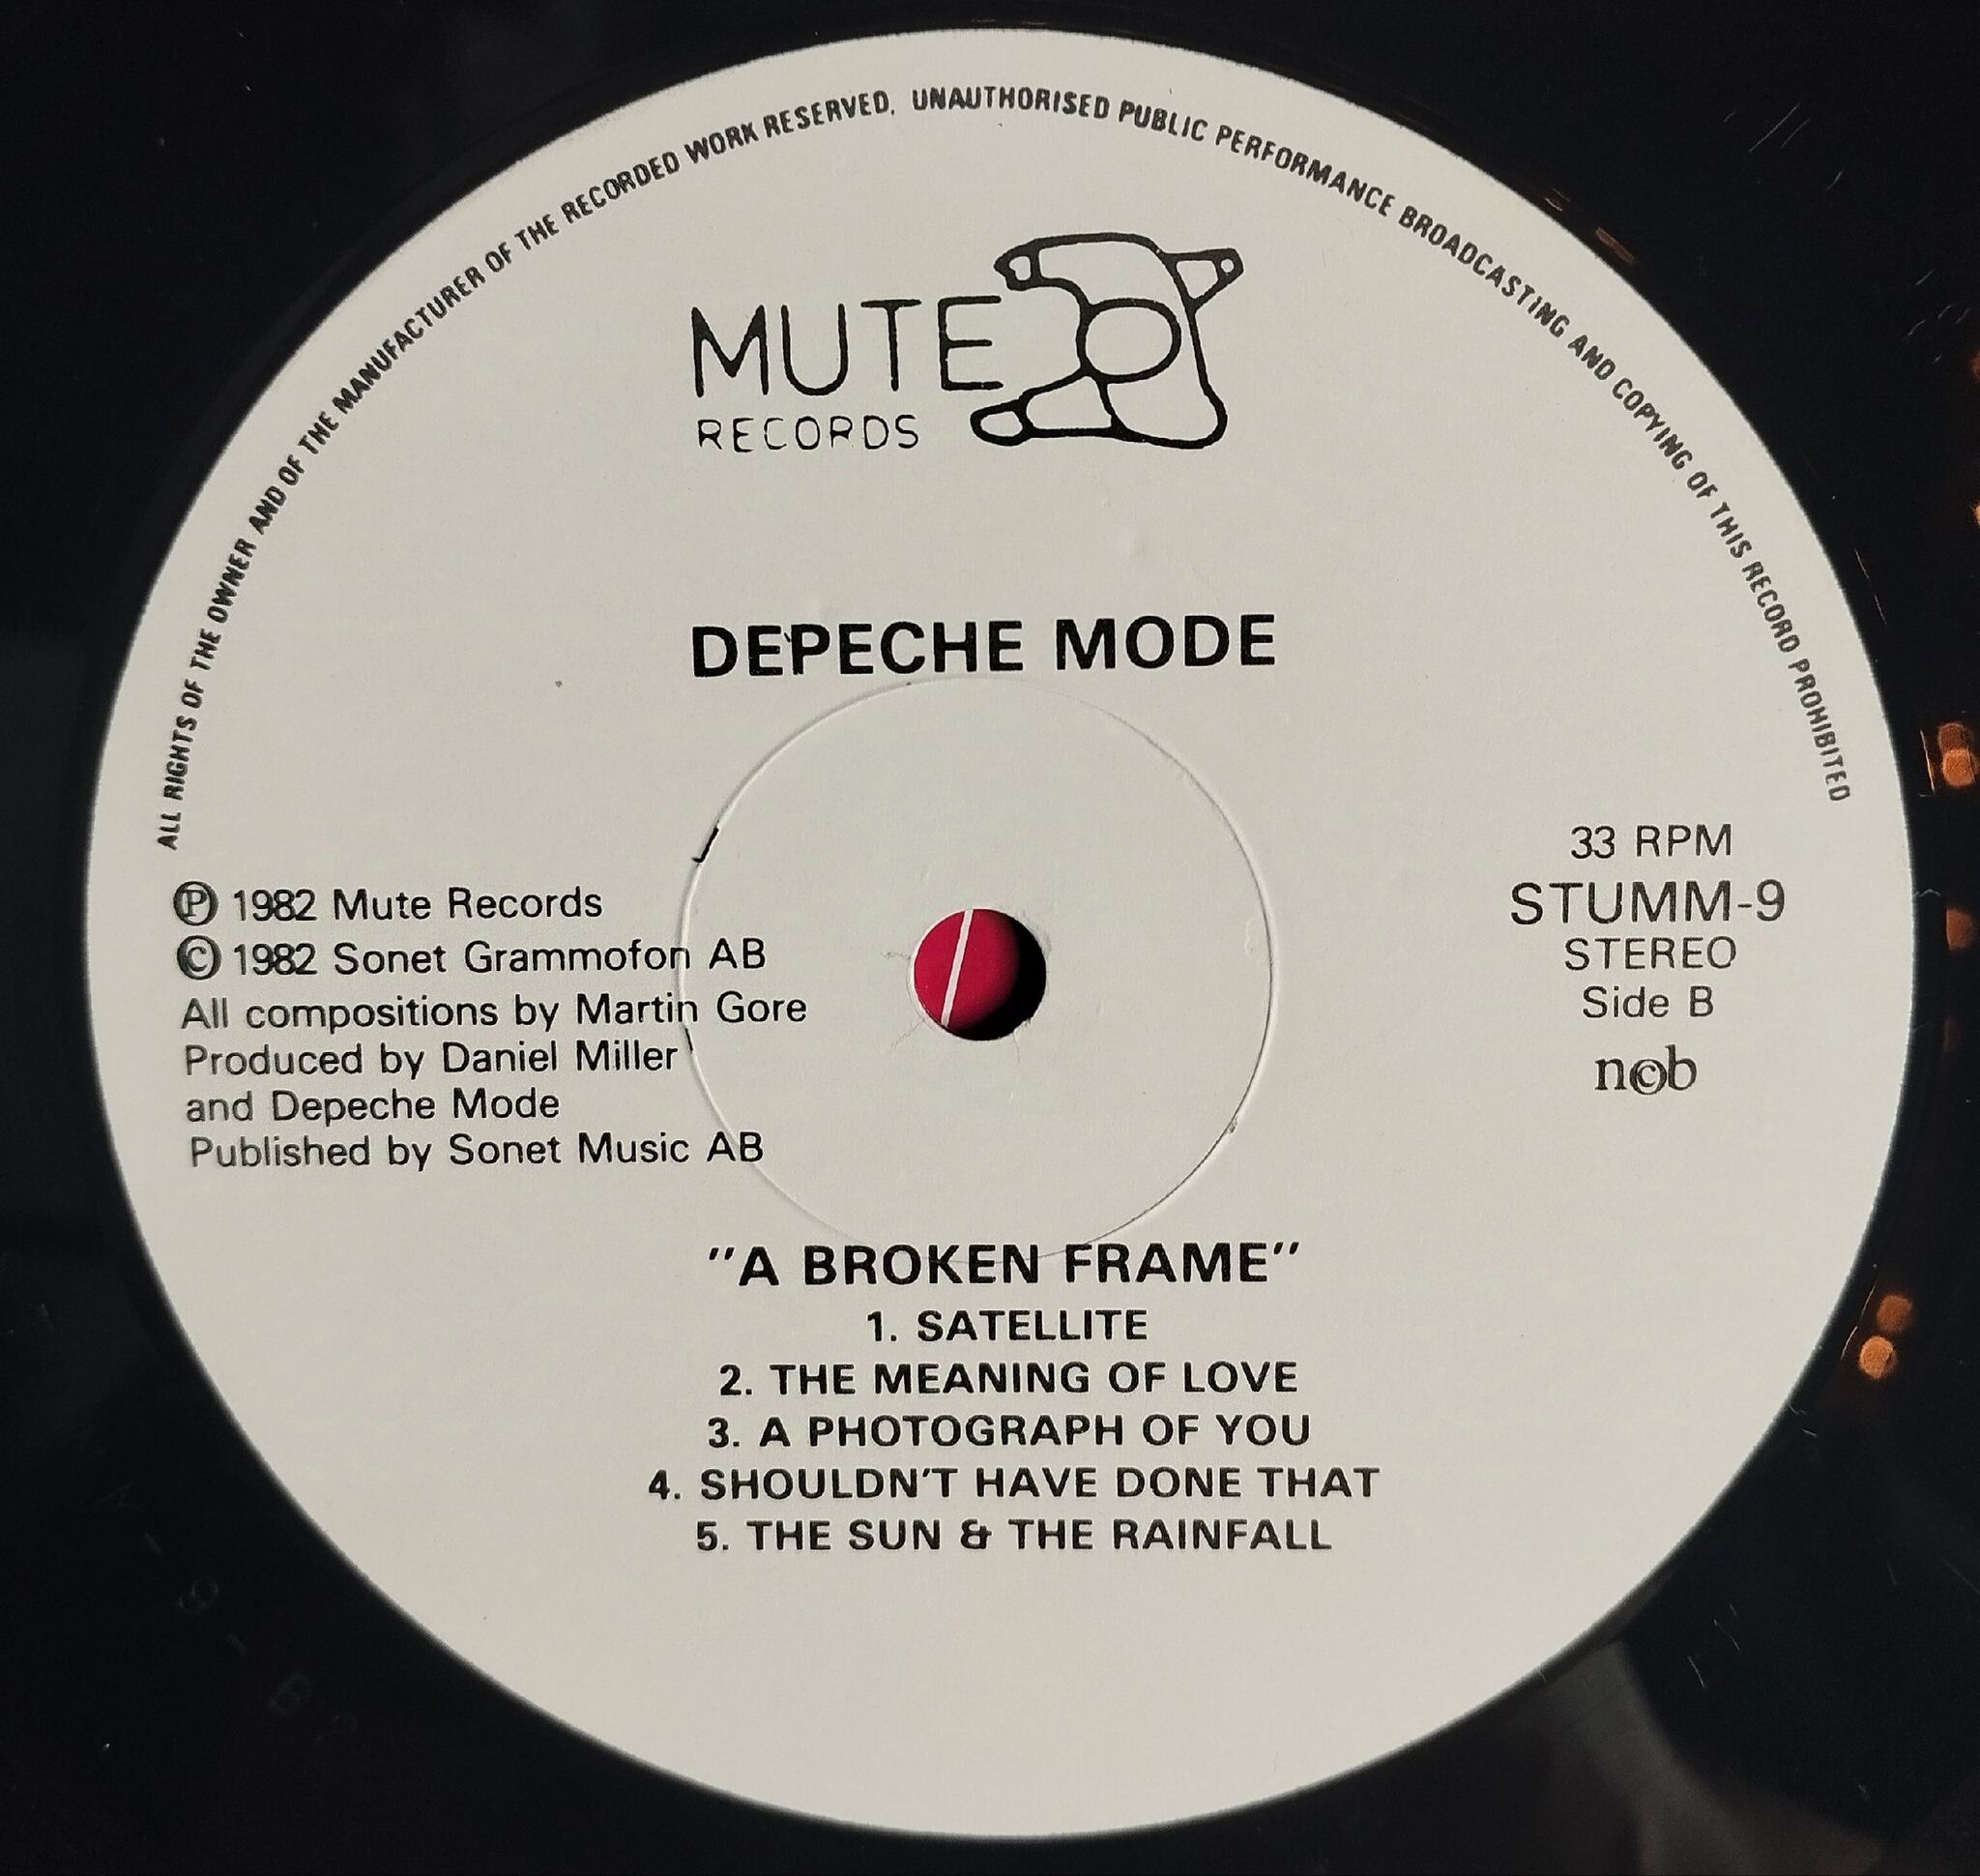 ALL RIGHTS OF THE OWNER AND OF THE MANUFACTURER OF THE RECORDED WORK RESERVED. UNAUTHORISED PUBLIC PERFORMANCE BROADCASTING AND COPYING OF THIS RECORD PROHIBITED
MUTE
RECORDS
DEPECHE MODE
℗ 1982 Mute Records
© 1982 Sonet Grammofon AB
All compositions by Martin Gore
Produced by Daniel Miller
and Depeche Mode
Published by Sonet Music AB
33 RPM
STUMM-9
STEREO
Side B
n©b
"A BROKEN FRAME"
1. SATELLITE
2. THE MEANING OF LOVE
3. A PHOTOGRAPH OF YOU
4. SHOULDN'T HAVE DONE THAT
5. THE SUN & THE RAINFALL